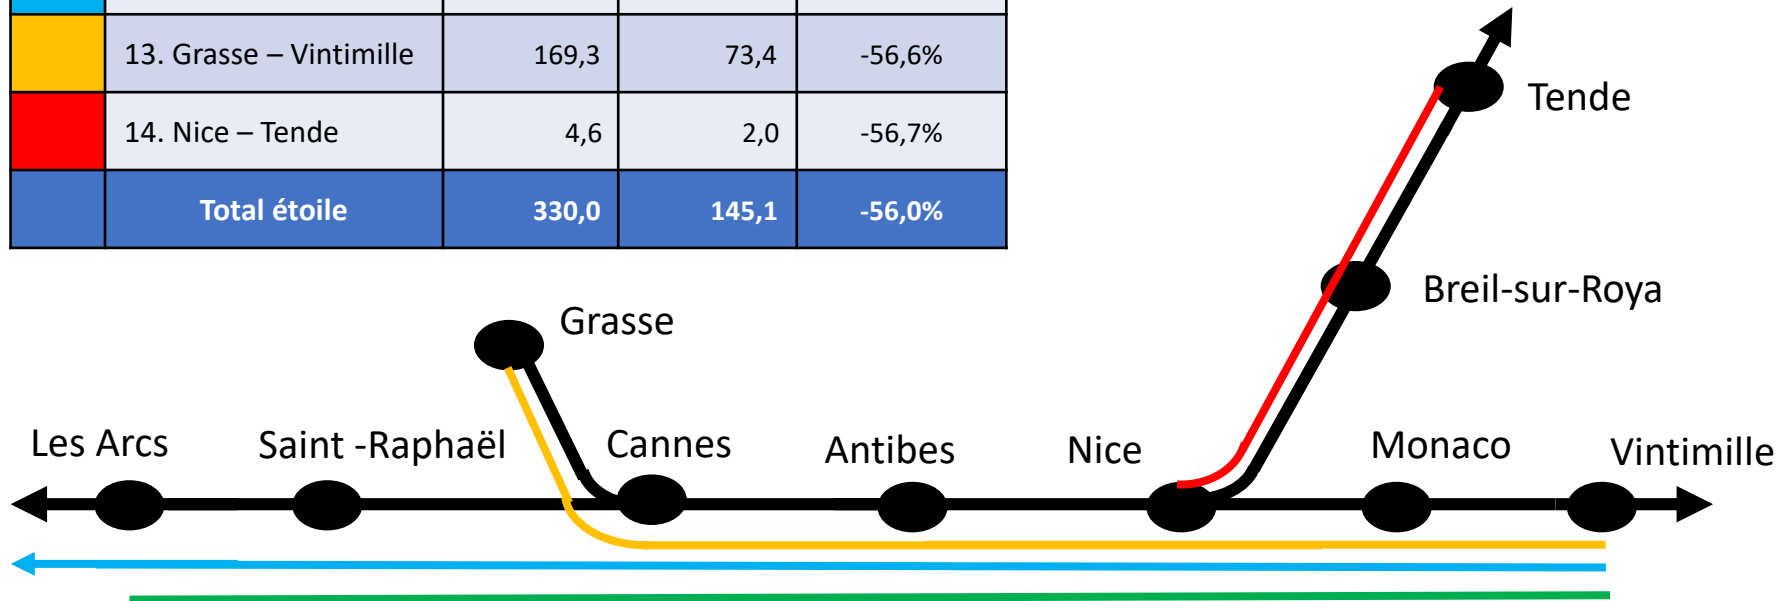 13. Grasse – Vintimille 169,3 73,4 -56,6%
14. Nice – Tende 4,6 2,0 -56,7%
Total étoile 330,0 145,1 -56,0%
Tende
Breil-sur-Roya
Grasse
Les Arcs Saint -Raphaël Cannes Antibes Nice Monaco Vintimille